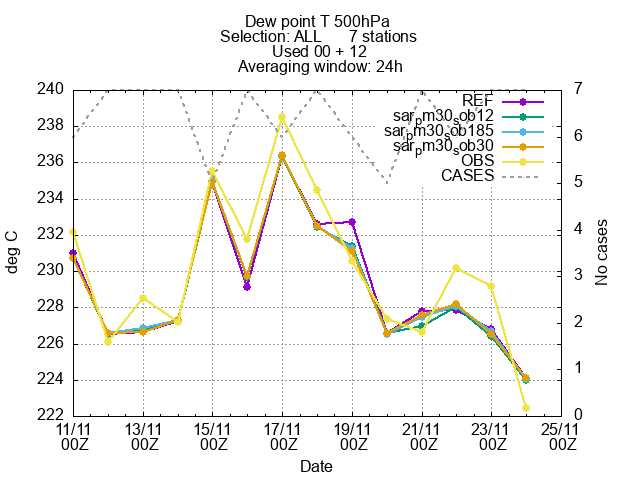 Dew point T 500hPa
Selection: ALL 7 stations
Used 00 + 12
Averaging window: 24h
240
238
236
234
232
230
228
226
224
222
deg C
7
6
5
4
3
2
1
0
No cases
REF
sarpm30sob12
sarpm30sob185
sarpm30sob30
OBS
CASES
11/11 13/11 15/11 17/11 19/11 21/11 23/11 25/11
00Z 00Z 00Z 00Z 00Z 00Z 00Z 00Z
Date